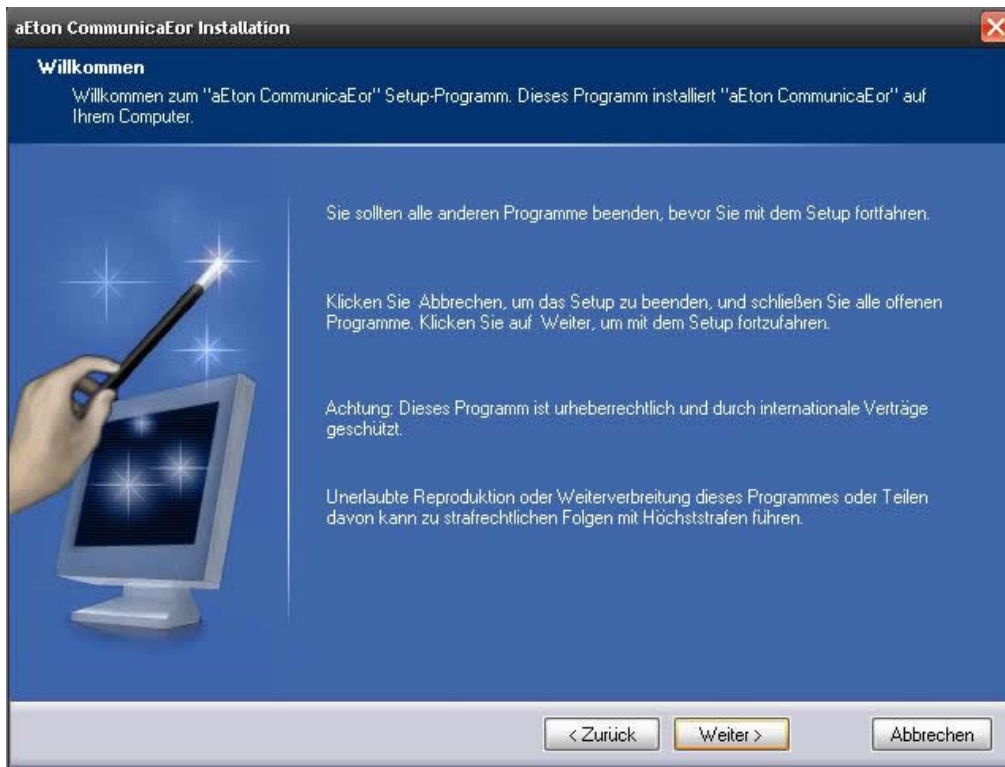 aEton CommunicaEor Installation
Willkommen
Willkommen zum "aEton CommunicaEor" Setup-Programm. Dieses Programm installiert "aEton CommunicaEor" auf
Ihrem Computer.
Sie sollten alle anderen Programme beenden, bevor Sie mit dem Setup fortfahren.
Klicken Sie  Abbrechen, um das Setup zu beenden, und schließen Sie alle offenen
Programme. Klicken Sie auf  Weiter, um mit dem Setup fortzufahren.
Achtung: Dieses Programm ist urheberrechtlich und durch internationale Verträge
geschützt.
Unerlaubte Reproduktion oder Weiterverbreitung dieses Programmes oder Teilen
davon kann zu strafrechtlichen Folgen mit Höchststrafen führen.
< Zurück Weiter > Abbrechen